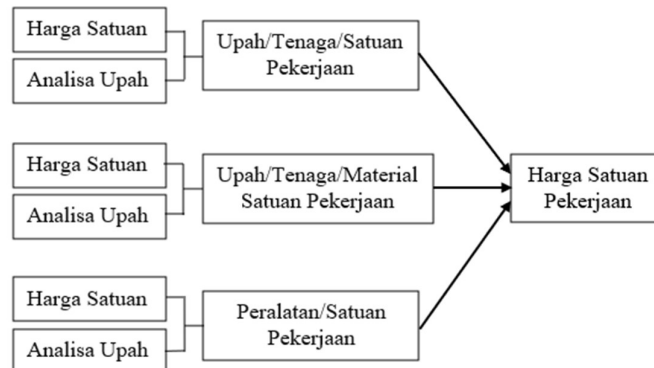 Harga Satuan
Analisa Upah
Upah/Tenaga/Satuan
Pekerjaan
Harga Satuan
Analisa Upah
Upah/Tenaga/Material
Satuan Pekerjaan
Harga Satuan
Pekerjaan
Harga Satuan
Analisa Upah
Peralatan/Satuan
Pekerjaan